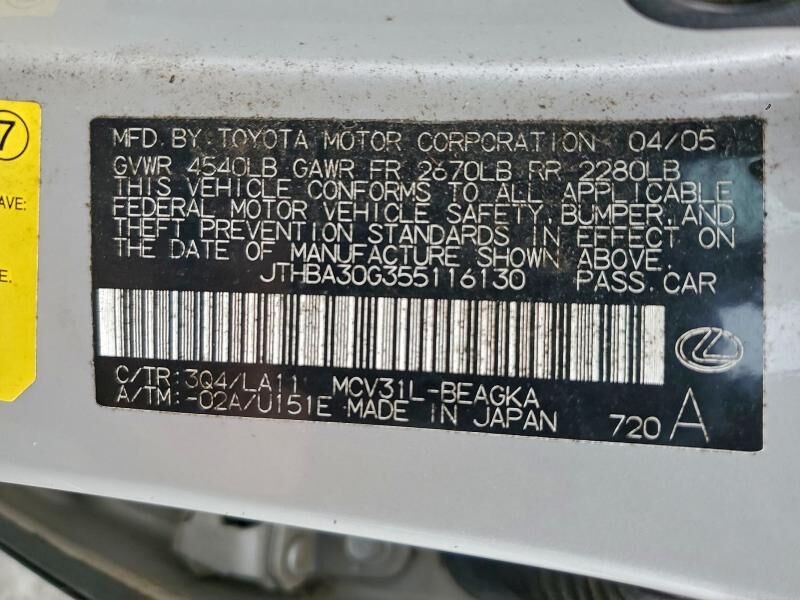 7
AVE:
E.
MFD. BY TOYOTA MOTOR CORPORATION 04/05
GVWR 4540LB GAWR FR 2670LB RR 2280LB
THIS VEHICLE CONFORMS TO ALL APPLICABLE
FEDERAL MOTOR VEHICLE SAFETY, BUMPER, AND
THEFT PREVENTION STANDARDS IN EFFECT ON
THE DATE OF MANUFACTURE SHOWN ABOVE.
JTHBA30G355116130 PASS. CAR
C/TR: 3Q4/LA11 MCV31L-BEAGKA
A/TM: -02A/U151E MADE IN JAPAN 720 A